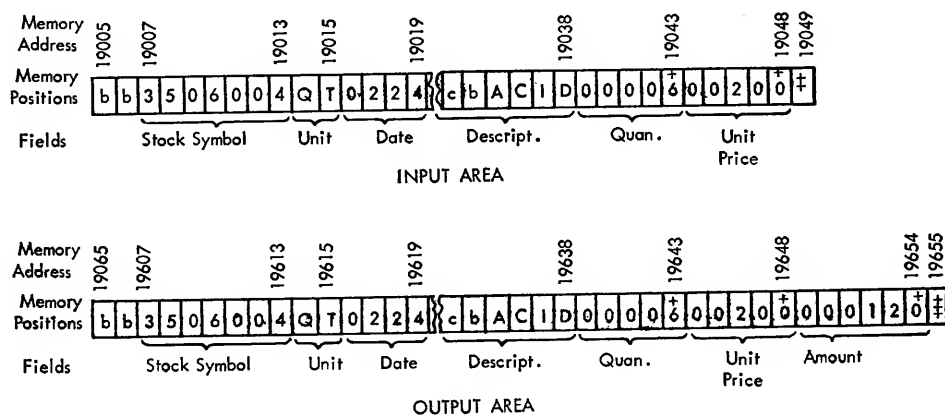 Memory Address 19005 19007 19013 19015 19019 19038 19043 19048 19049
Memory Positions b b 3 5 0 6 0 0 4 Q T 0 2 2 4 c b A C I D 0 0 0 0 6+ 0 0 2 0 0+ ‡
Fields Stock Symbol Unit Date Descript. Quan. Unit Price
INPUT AREA
Memory Address 19065 19607 19613 19615 19619 19638 19643 19648 19654 19655
Memory Positions b b 3 5 0 6 0 0 4 Q T 0 2 2 4 c b A C I D 0 0 0 0 6+ 0 0 2 0 0+ 0 0 0 1 2 0+ ‡
Fields Stock Symbol Unit Date Descript. Quan. Unit Price Amount
OUTPUT AREA